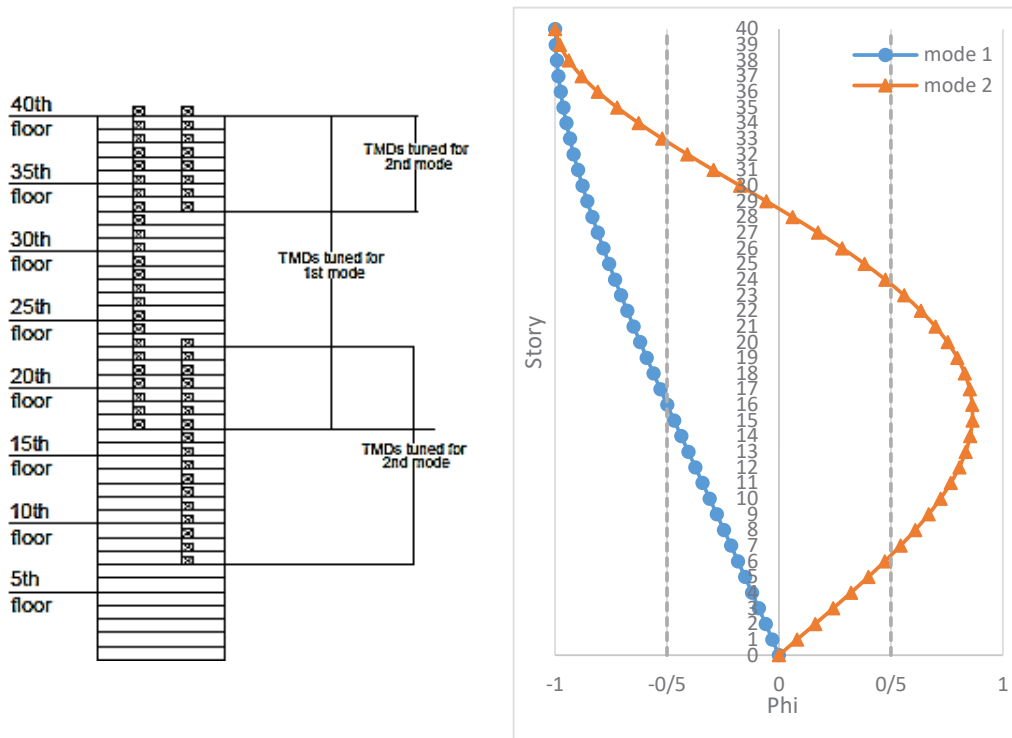 40th
floor
35th
floor
30th
floor
25th
floor
20th
floor
15th
floor
10th
floor
5th
floor
TMDs tuned for
2nd mode
TMDs tuned for
1st mode
TMDs tuned for
2nd mode
Story
40
39
38
37
36
35
34
33
32
31
30
29
28
27
26
25
24
23
22
21
20
19
18
17
16
15
14
13
12
11
10
9
8
7
6
5
4
3
2
1
0
mode 1
mode 2
-1 -0/5 0 0/5 1
Phi